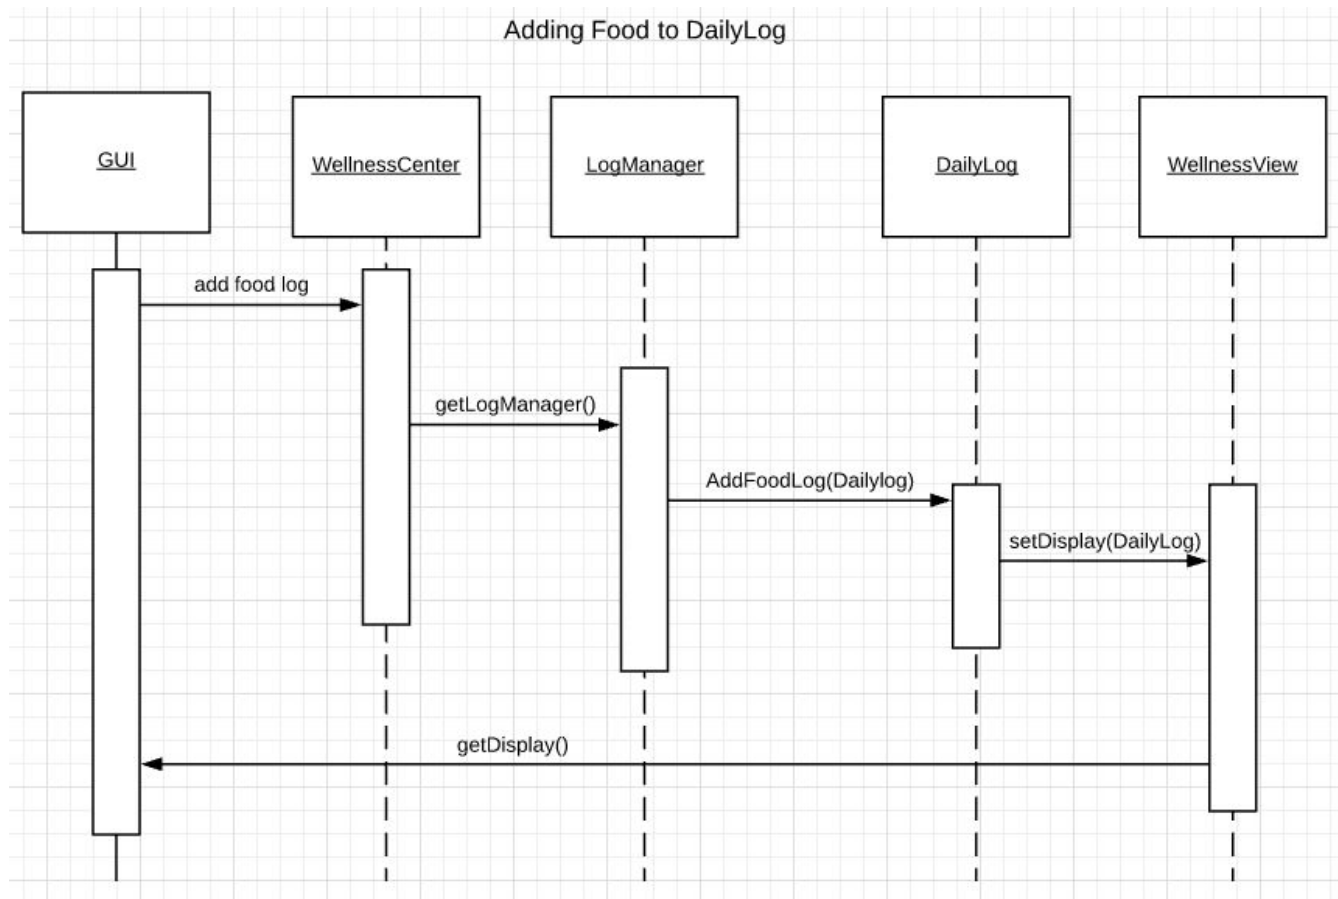 Adding Food to DailyLog
GUI
WellnessCenter
LogManager
DailyLog
WellnessView
add food log
getLogManager()
AddFoodLog(Dailylog)
setDisplay(DailyLog)
getDisplay()